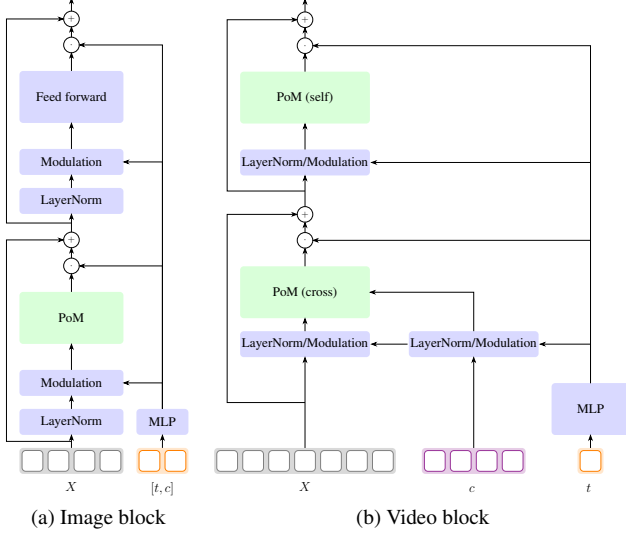 +
·
Feed forward
Modulation
LayerNorm
+
·
PoM
Modulation
LayerNorm
MLP
X
[t, c]
(a) Image block
+
·
PoM (self)
LayerNorm/Modulation
+
·
PoM (cross)
LayerNorm/Modulation
LayerNorm/Modulation
MLP
X
c
t
(b) Video block